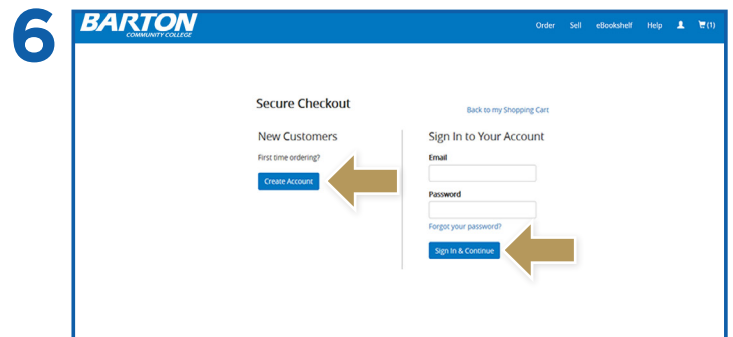 6
BARTON
COMMUNITY COLLEGE
Order Sell eBookshelf Help (1)
Secure Checkout
Back to my Shopping Cart
New Customers
First time ordering?
Create Account
Sign In to Your Account
Email
Password
Forgot your password?
Sign In & Continue